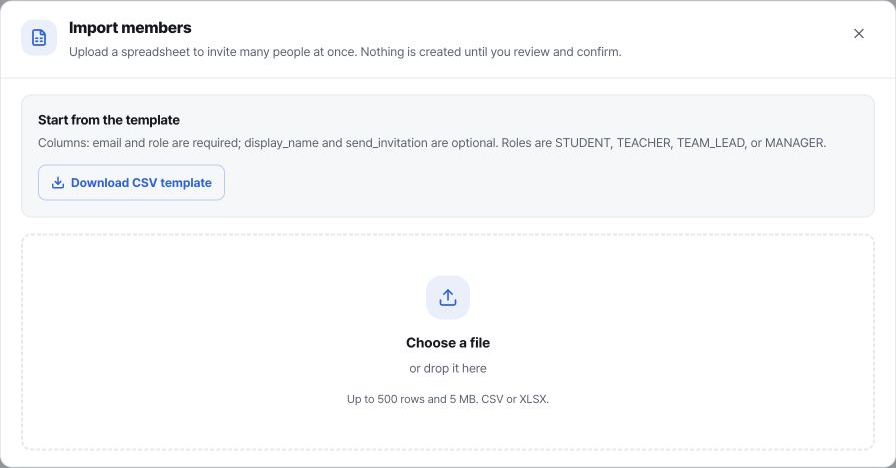 Import members
Upload a spreadsheet to invite many people at once. Nothing is created until you review and confirm.
Start from the template
Columns: email and role are required; display_name and send_invitation are optional. Roles are STUDENT, TEACHER, TEAM_LEAD, or MANAGER.
Download CSV template
Choose a file
or drop it here
Up to 500 rows and 5 MB. CSV or XLSX.